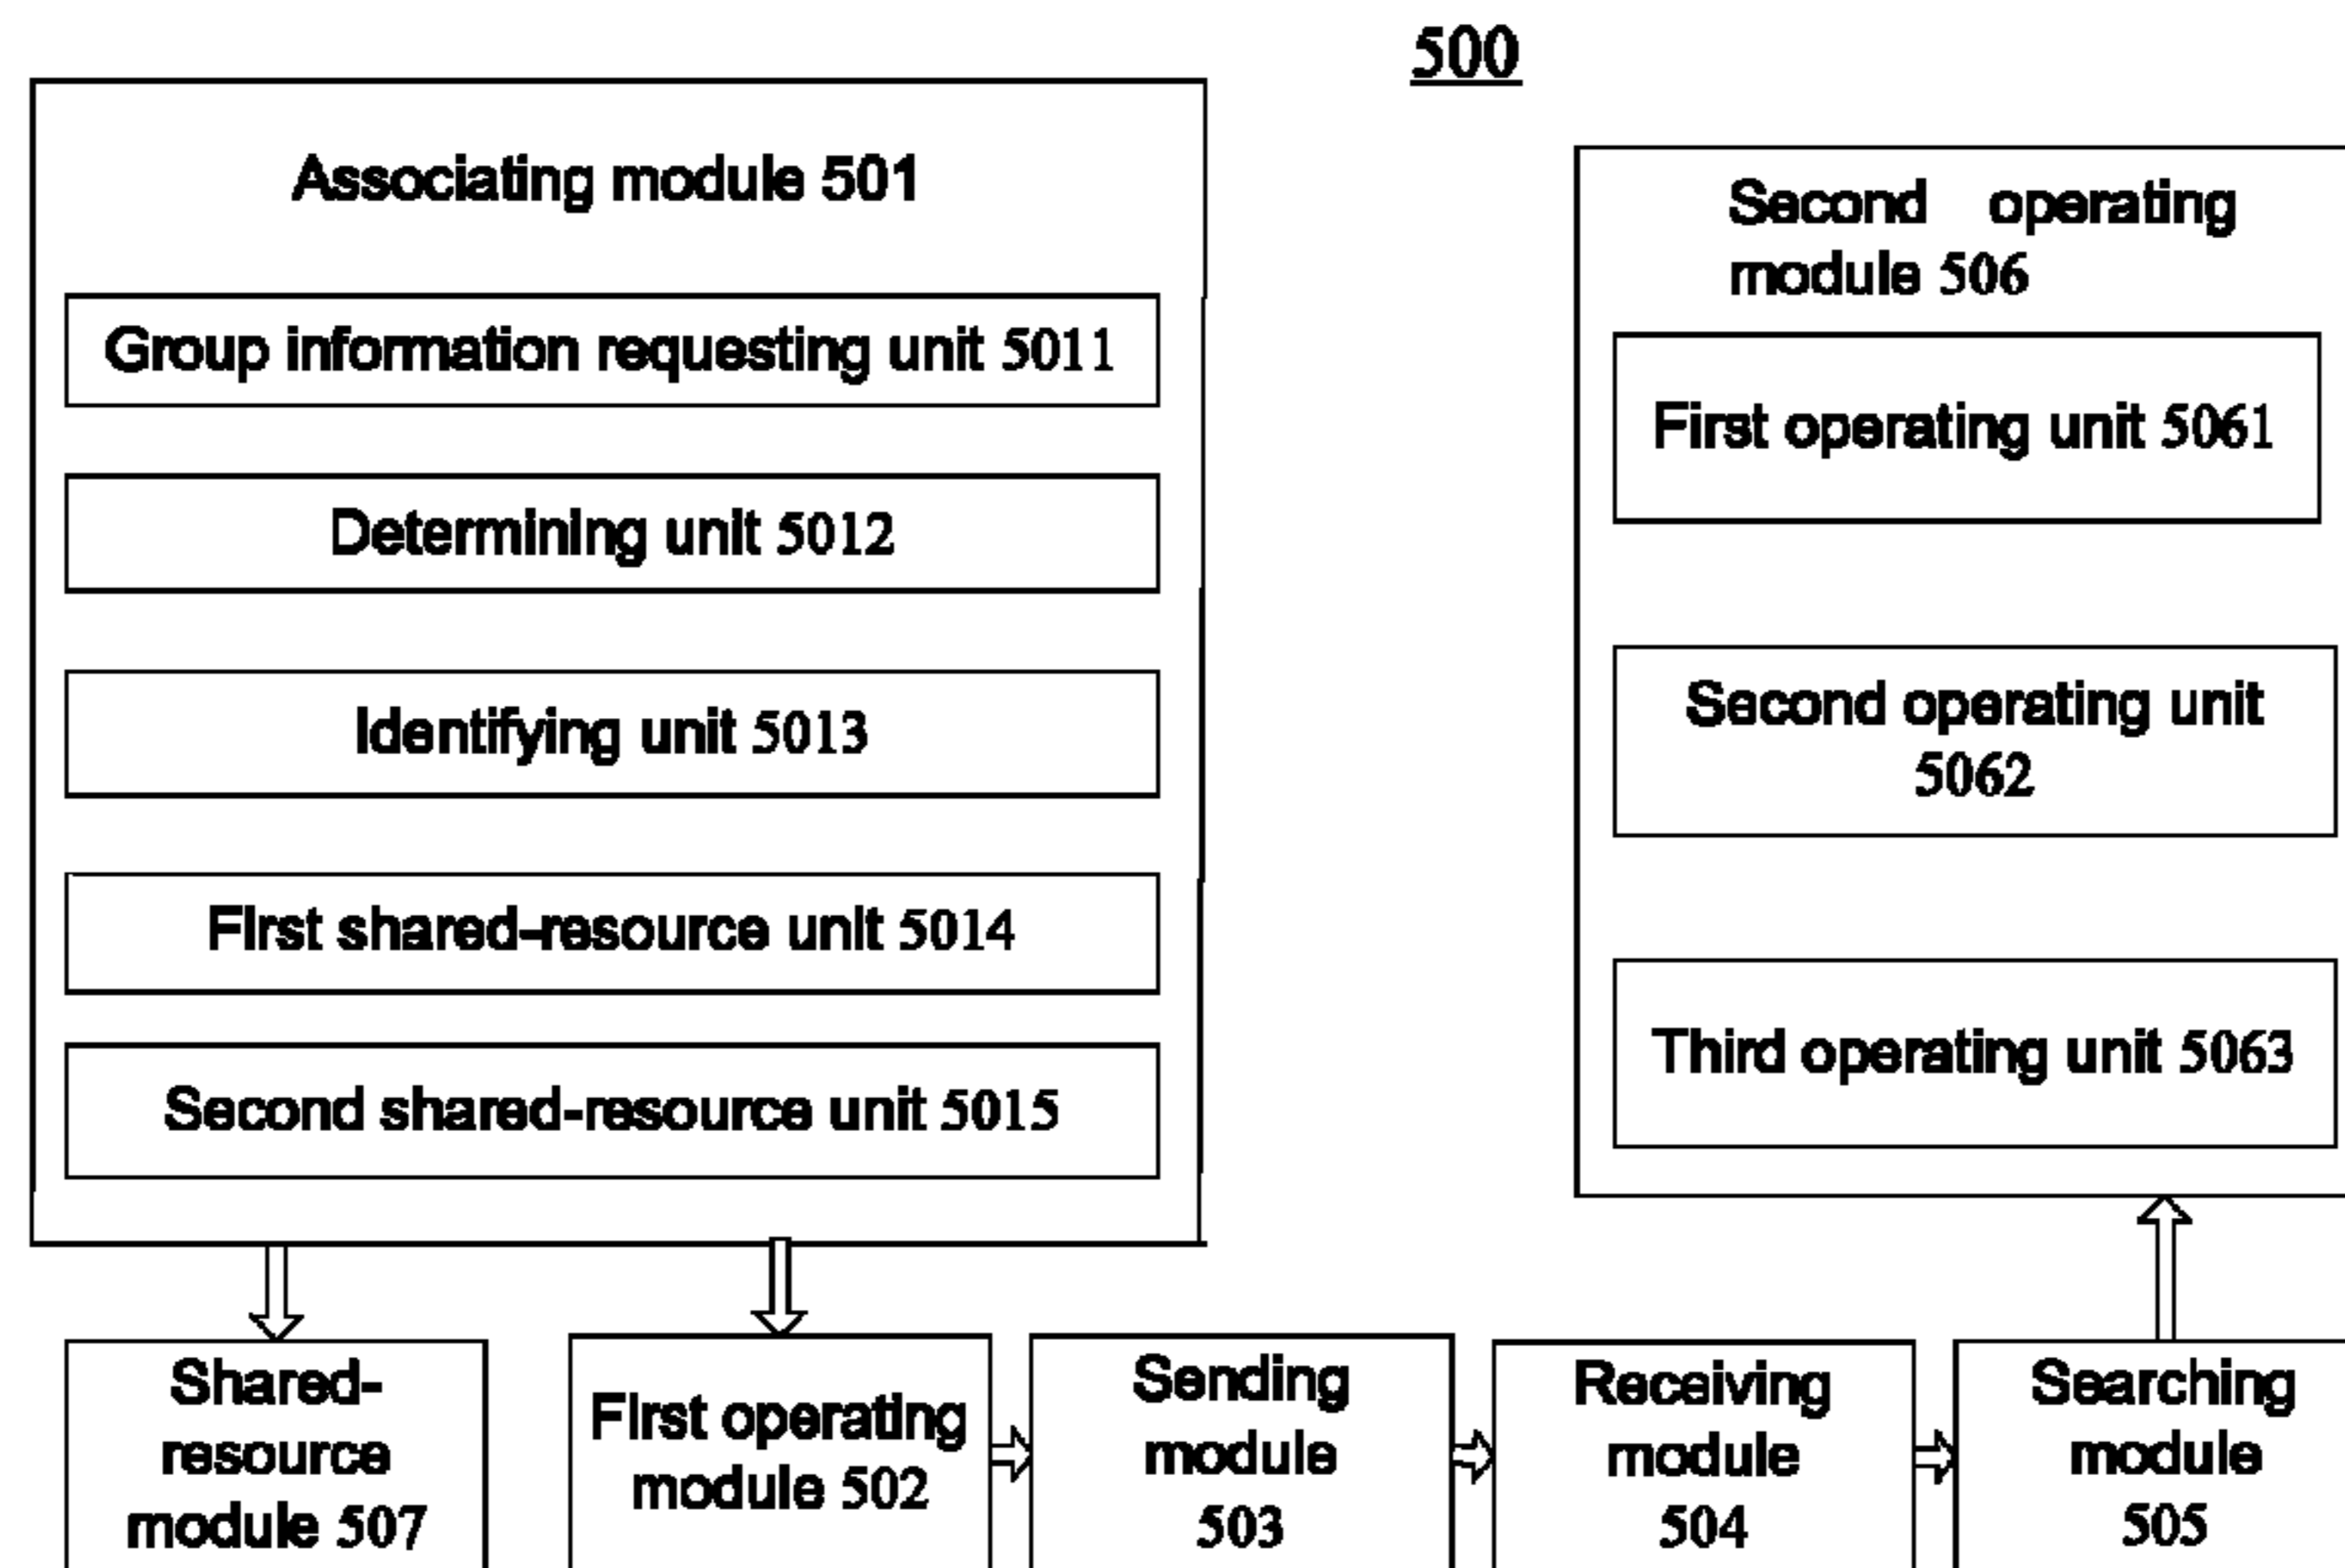 500
Associating module 501
Group information requesting unit 5011
Determining unit 5012
Identifying unit 5013
First shared-resource unit 5014
Second shared-resource unit 5015
Second operating
module 506
First operating unit 5061
Second operating unit
5062
Third operating unit 5063
Shared-
resource
module 507
First operating
module 502
Sending
module
503
Receiving
module
504
Searching
module
505